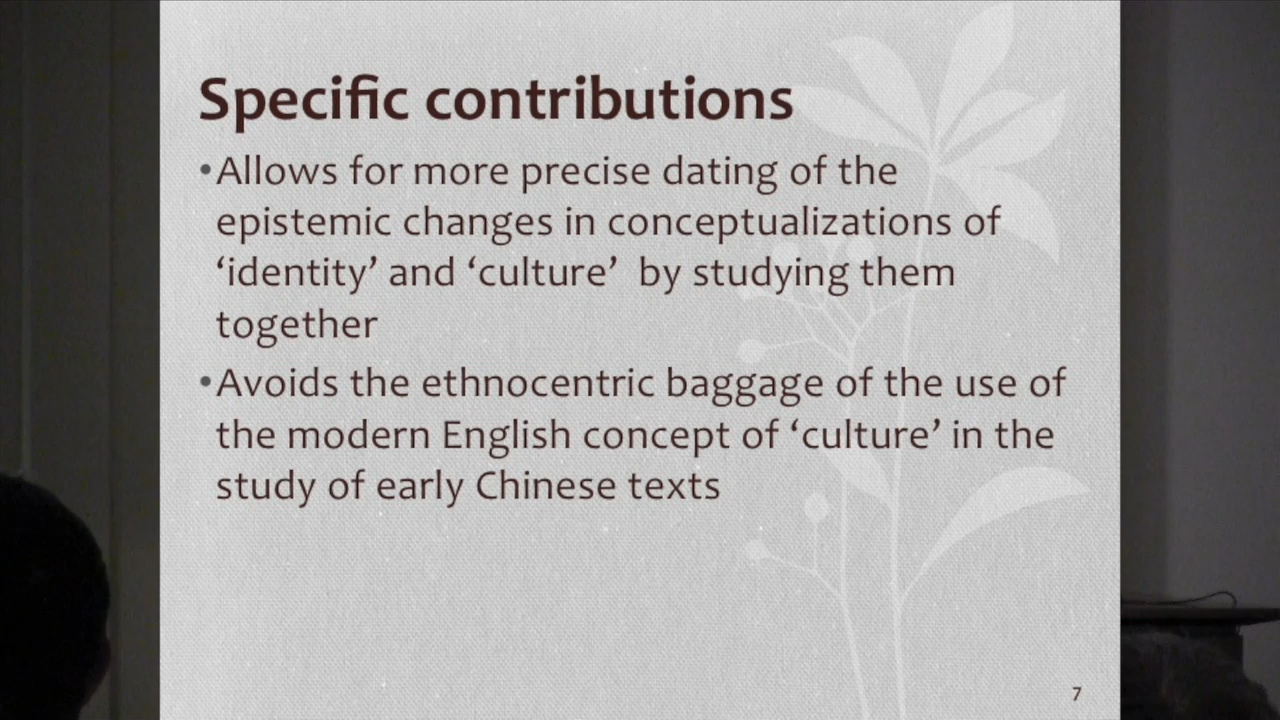 Specific contributions
•Allows for more precise dating of the
epistemic changes in conceptualizations of
‘identity’ and ‘culture’  by studying them
together
•Avoids the ethnocentric baggage of the use of
the modern English concept of ‘culture’ in the
study of early Chinese texts
7